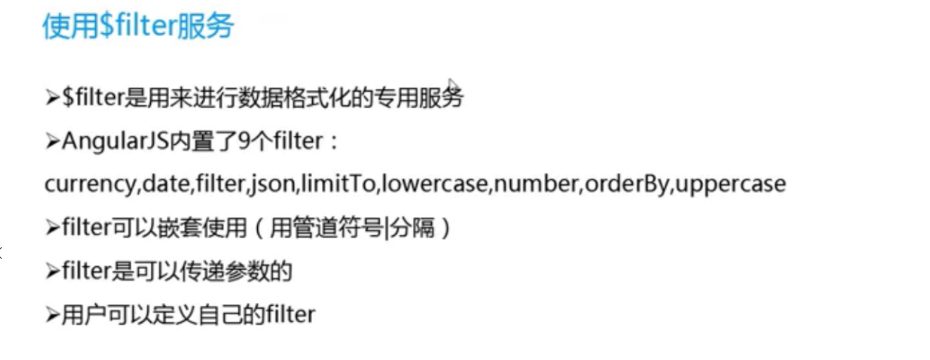 使用$filter服务
➢$filter是用来进行数据格式化的专用服务
➢AngularJS内置了9个filter：
currency,date,filter,json,limitTo,lowercase,number,orderBy,uppercase
➢filter可以嵌套使用（用管道符号|分隔）
➢filter是可以传递参数的
➢用户可以定义自己的filter